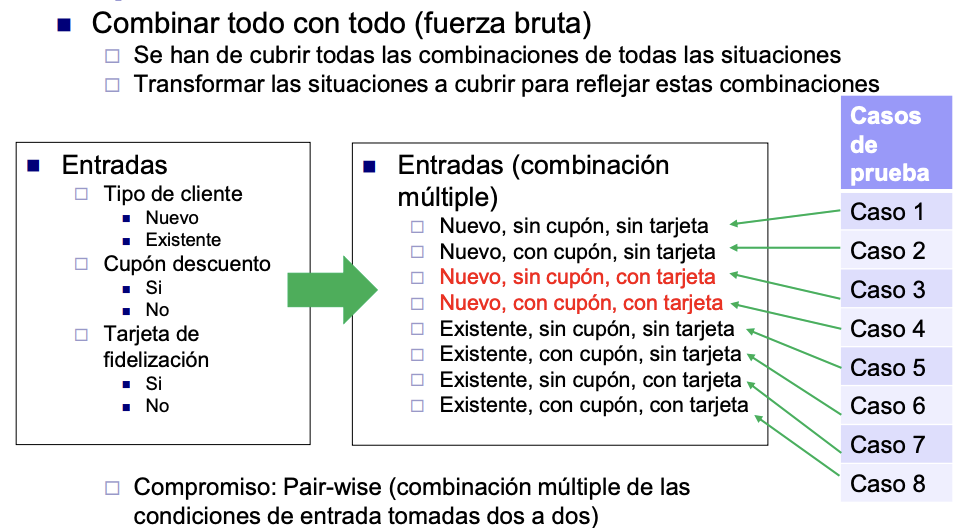 Combinar todo con todo (fuerza bruta)
Se han de cubrir todas las combinaciones de todas las situaciones
Transformar las situaciones a cubrir para reflejar estas combinaciones
Entradas
Tipo de cliente
Nuevo
Existente
Cupón descuento
Si
No
Tarjeta de
fidelización
Si
No
Entradas (combinación
múltiple)
Nuevo, sin cupón, sin tarjeta
Nuevo, con cupón, sin tarjeta
Nuevo, sin cupón, con tarjeta
Nuevo, con cupón, con tarjeta
Existente, sin cupón, sin tarjeta
Existente, con cupón, sin tarjeta
Existente, sin cupón, con tarjeta
Existente, con cupón, con tarjeta
Casos
de
prueba
Caso 1
Caso 2
Caso 3
Caso 4
Caso 5
Caso 6
Caso 7
Caso 8
Compromiso: Pair-wise (combinación múltiple de las
condiciones de entrada tomadas dos a dos)